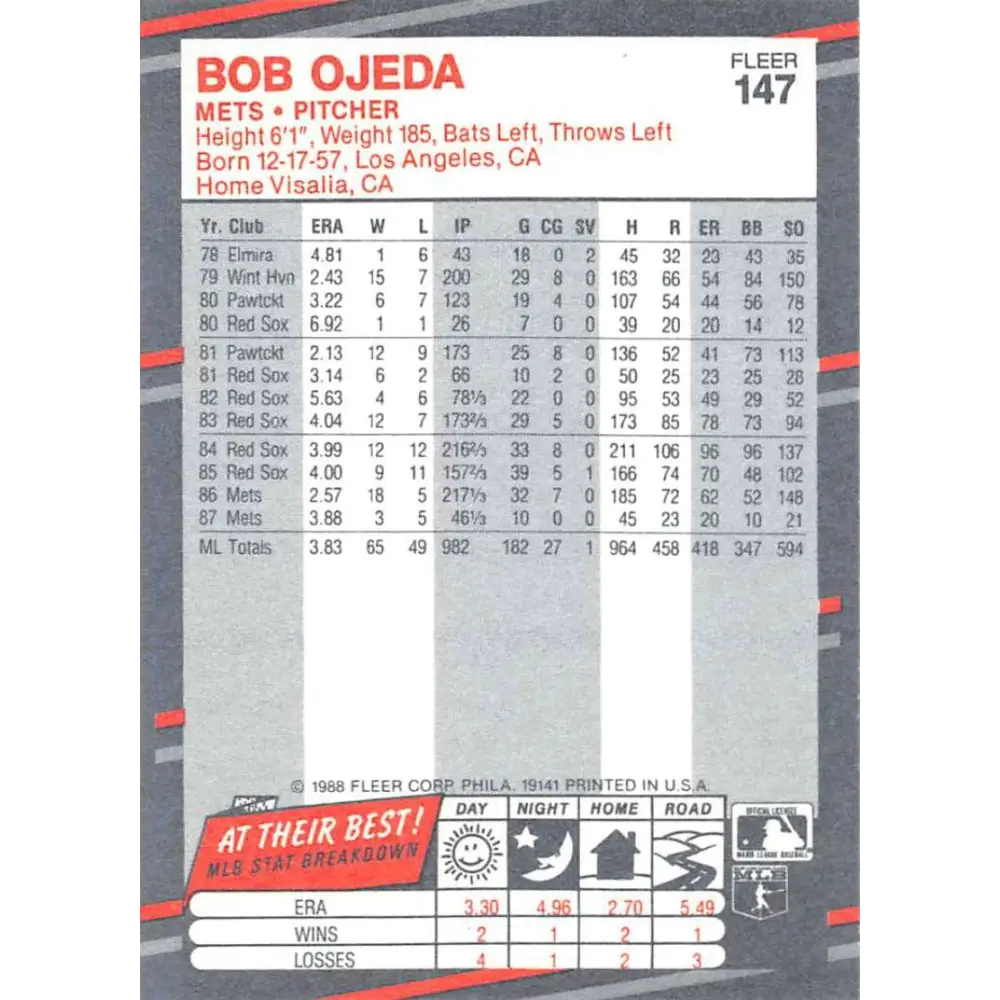 BOB OJEDA
FLEER
147
METS • PITCHER
Height 6'1", Weight 185, Bats Left, Throws Left
Born 12-17-57, Los Angeles, CA
Home Visalia, CA
Yr. Club ERA W L IP G CG SV H R ER BB SO
78 Elmira 4.81 1 6 43 18 0 2 45 32 23 43 35
79 Wint Hvn 2.43 15 7 200 29 8 0 163 66 54 84 150
80 Pawtckt 3.22 6 7 123 19 4 0 107 54 44 56 78
80 Red Sox 6.92 1 1 26 7 0 0 39 20 20 14 12
81 Pawtckt 2.13 12 9 173 25 8 0 136 52 41 73 113
81 Red Sox 3.14 6 2 66 10 2 0 50 25 23 25 28
82 Red Sox 5.63 4 6 78⅓ 22 0 0 95 53 49 29 52
83 Red Sox 4.04 12 7 173⅔ 29 5 0 173 85 78 73 94
84 Red Sox 3.99 12 12 216⅔ 33 8 0 211 106 96 96 137
85 Red Sox 4.00 9 11 157⅔ 39 5 1 166 74 70 48 102
86 Mets 2.57 18 5 217⅓ 32 7 0 185 72 62 52 148
87 Mets 3.88 3 5 46⅓ 10 0 0 45 23 20 10 21
ML Totals 3.83 65 49 982 182 27 1 964 458 418 347 594
© 1988 FLEER CORP. PHILA. 19141 PRINTED IN U.S.A.
AT THEIR BEST!
MLB STAT BREAKDOWN
DAY NIGHT HOME ROAD
OFFICIAL LICENSEE
MAJOR LEAGUE BASEBALL
MLB
ERA 3.30 4.96 2.70 5.49
WINS 2 1 2 1
LOSSES 4 1 2 3